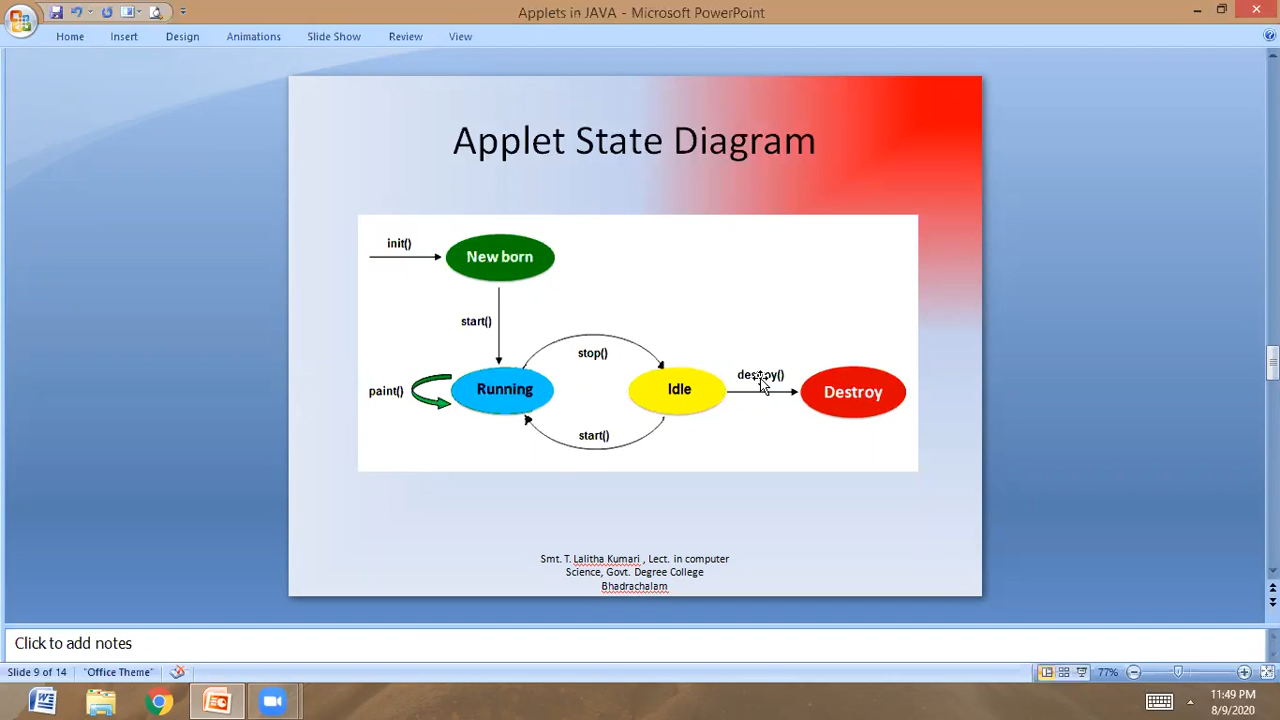 Applets in JAVA - Microsoft PowerPoint
Home Insert Design Animations Slide Show Review View
Applet State Diagram
init()
New born
start()
stop()
destroy()
paint()
Running
Idle
Destroy
start()
Smt. T. Lalitha Kumari , Lect. in computer
Science, Govt. Degree College
Bhadrachalam
Click to add notes
Slide 9 of 14 "Office Theme" 77%
11:49 PM
8/9/2020